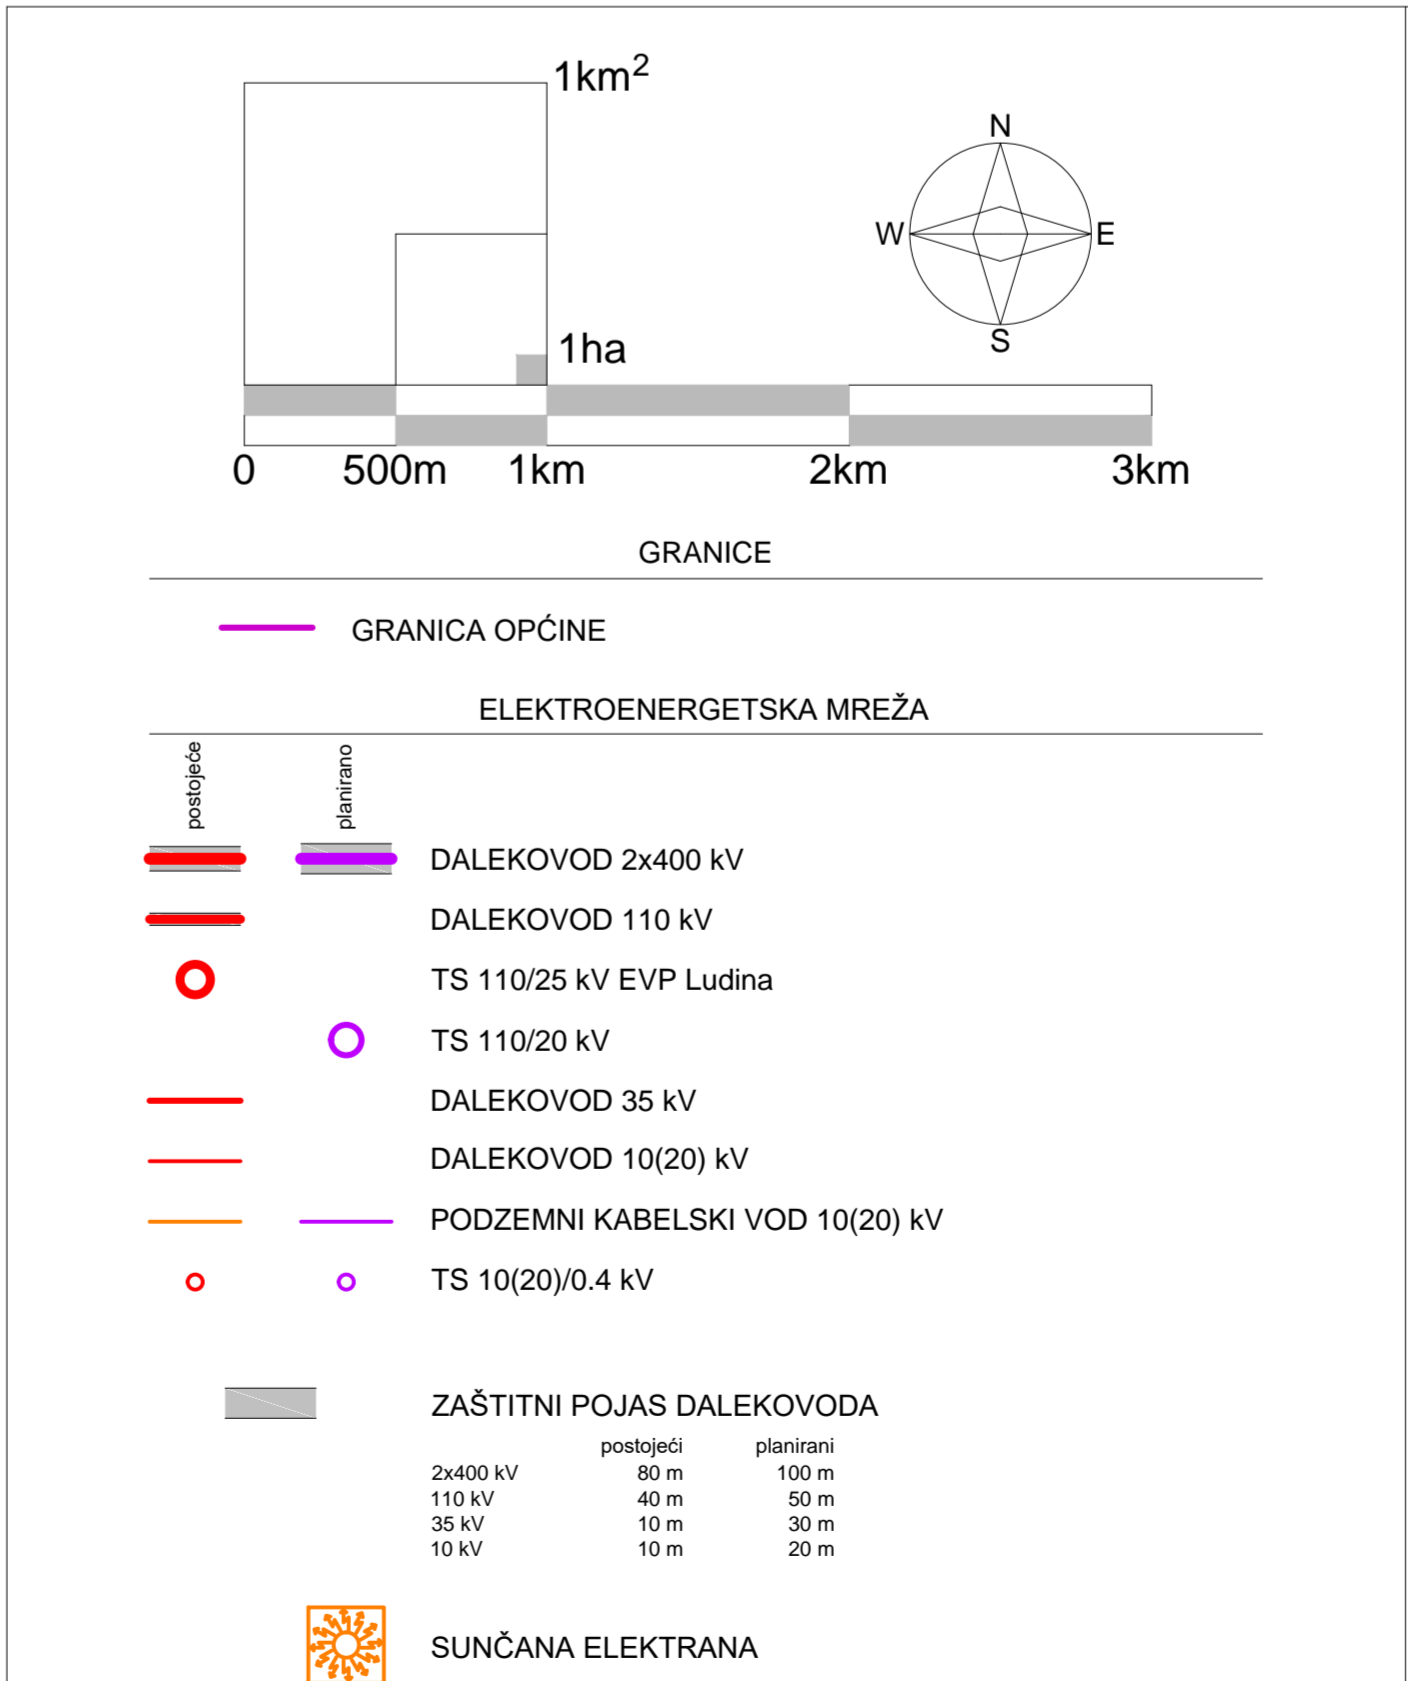 1km²
N
W E
1ha
S
0 500m 1km 2km 3km
GRANICE
GRANICA OPĆINE
ELEKTROENERGETSKA MREŽA
postojeće planirano
DALEKOVOD 2x400 kV
DALEKOVOD 110 kV
TS 110/25 kV EVP Ludina
TS 110/20 kV
DALEKOVOD 35 kV
DALEKOVOD 10(20) kV
PODZEMNI KABELSKI VOD 10(20) kV
TS 10(20)/0.4 kV
ZAŠTITNI POJAS DALEKOVODA
postojeći planirani
2x400 kV 80 m 100 m
110 kV 40 m 50 m
35 kV 10 m 30 m
10 kV 10 m 20 m
SUNČANA ELEKTRANA